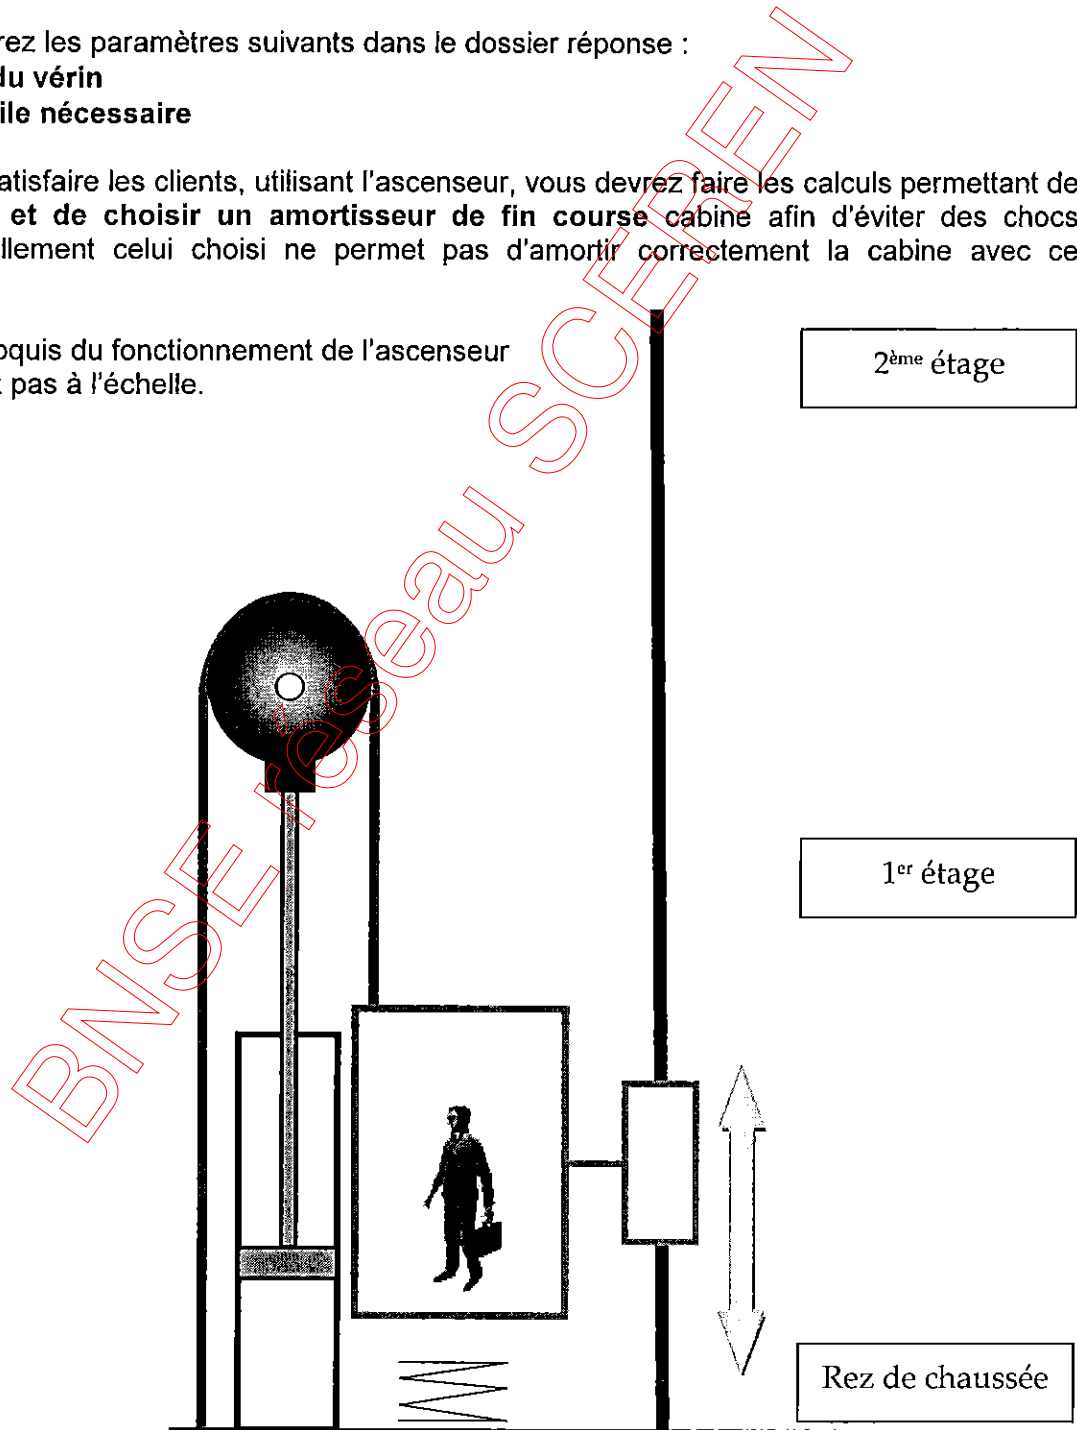 rez les paramètres suivants dans le dossier réponse :
du vérin
ile nécessaire
atisfaire les clients, utilisant l'ascenseur, vous devrez faire les calculs permettant de
et de choisir un amortisseur de fin course cabine afin d'éviter des chocs
llement celui choisi ne permet pas d'amortir correctement la cabine avec ce
oquis du fonctionnement de l'ascenseur
t pas à l'échelle.
2ème étage
1er étage
Rez de chaussée
BNSE réseau SCEREN